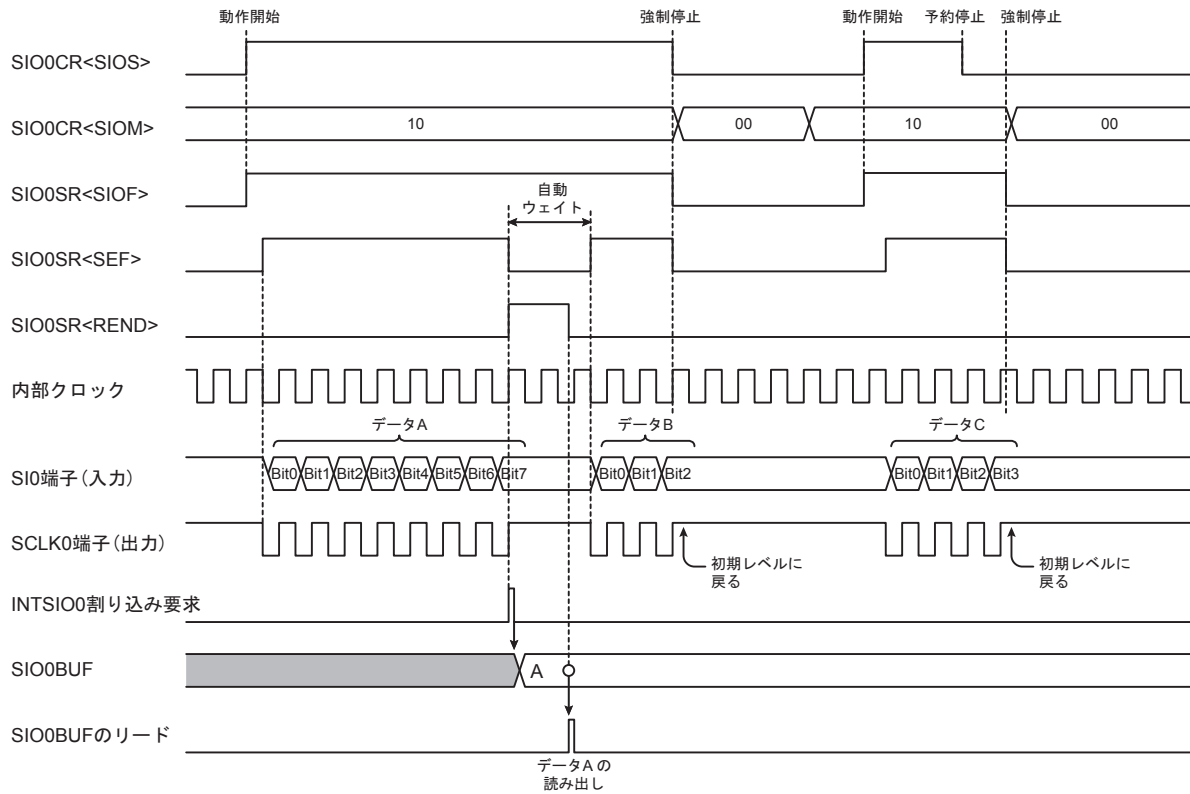 動作開始 強制停止 動作開始 予約停止 強制停止
SIO0CR<SIOS>
SIO0CR<SIOM> 10 00 10 00
SIO0SR<SIOF>
自動
ウェイト
SIO0SR<SEF>
SIO0SR<REND>
内部クロック
データA データB データC
SI0端子(入力) Bit0 Bit1 Bit2 Bit3 Bit4 Bit5 Bit6 Bit7 Bit0 Bit1 Bit2 Bit0 Bit1 Bit2 Bit3
SCLK0端子(出力)
初期レベルに
戻る
初期レベルに
戻る
INTSIO0割り込み要求
SIO0BUF A
SIO0BUFのリード
データA の
読み出し